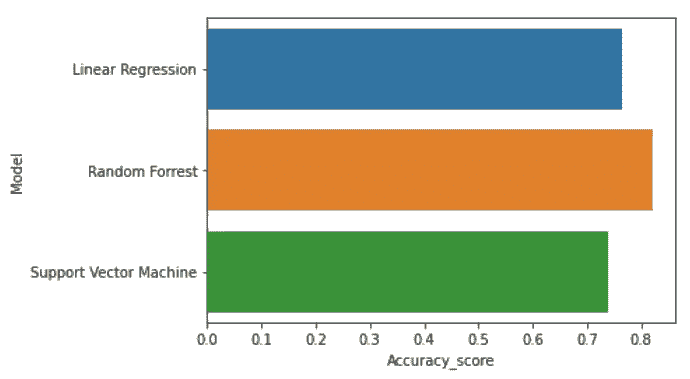 Model
Linear Regression
Random Forrest
Support Vector Machine
0.0 0.1 0.2 0.3 0.4 0.5 0.6 0.7 0.8
Accuracy_score